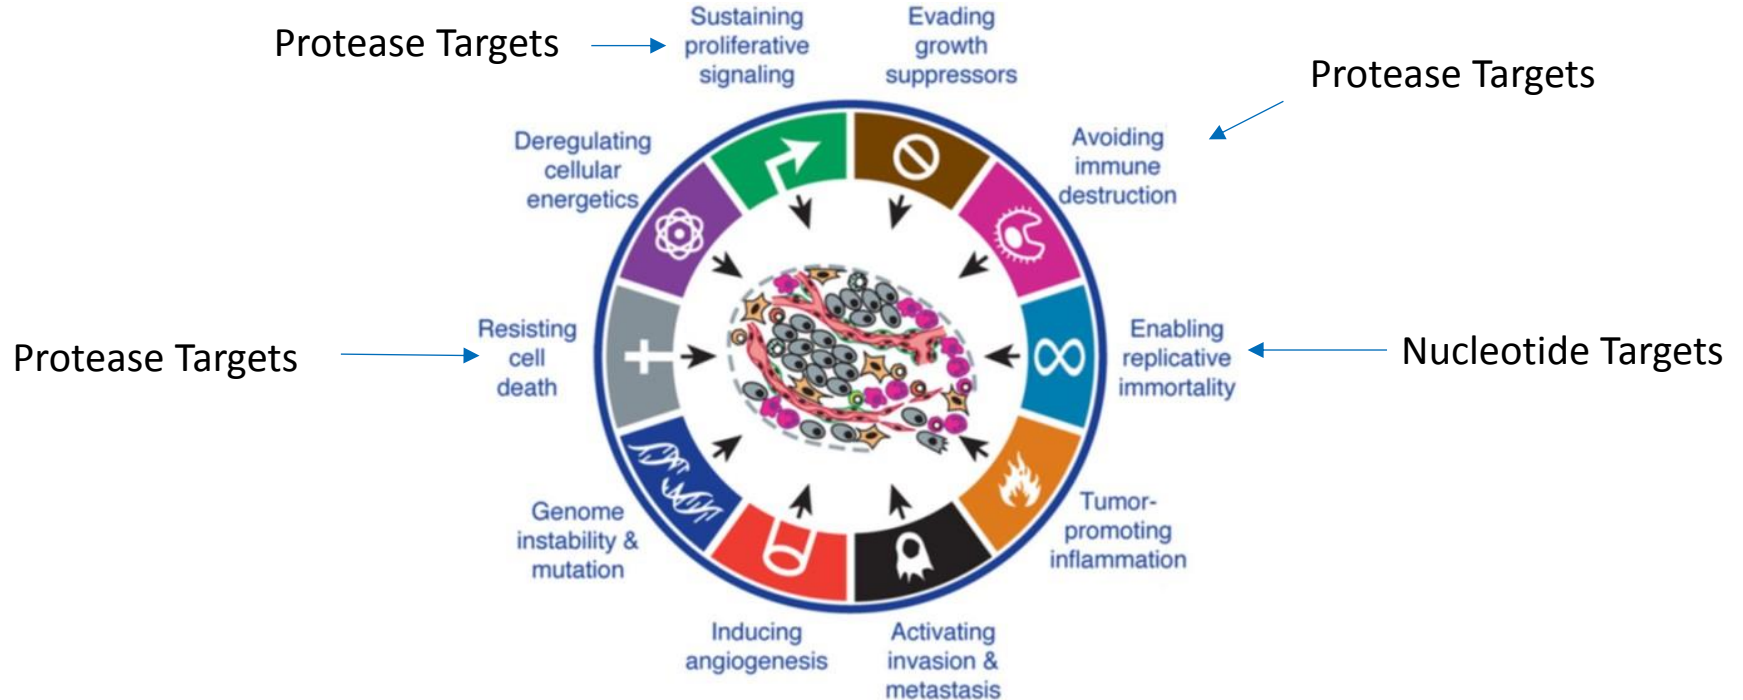 Protease Targets
Sustaining
proliferative
signaling
Evading
growth
suppressors
Protease Targets
Deregulating
cellular
energetics
Avoiding
immune
destruction
Protease Targets
Resisting
cell
death
Enabling
replicative
immortality
Nucleotide Targets
Genome
instability &
mutation
Tumor-
promoting
inflammation
Inducing
angiogenesis
Activating
invasion &
metastasis